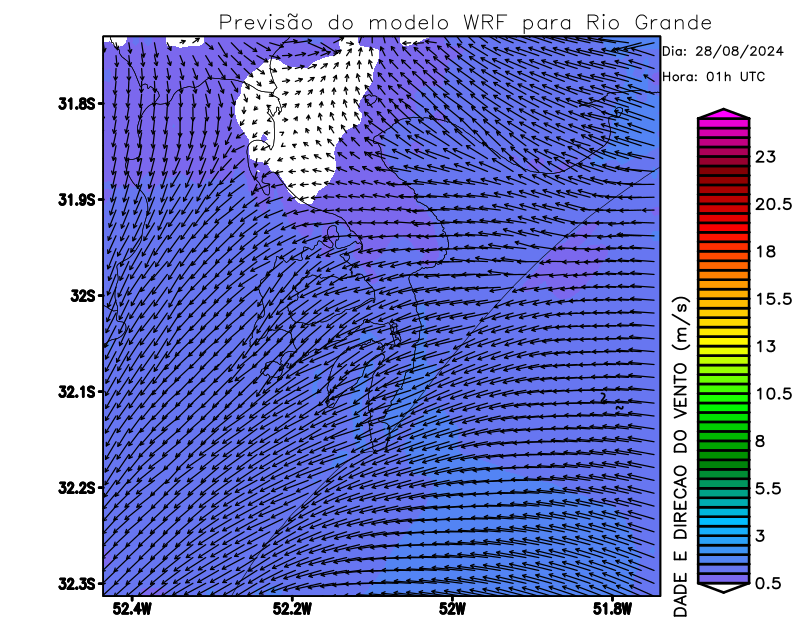 Previsão do modelo WRF para Rio Grande
Dia: 28/08/2024
Hora: 01h UTC
31.8S
31.9S
32S
32.1S
32.2S
32.3S
52.4W
52.2W
52W
51.8W
DADE E DIRECAO DO VENTO (m/s)
23
20.5
18
15.5
13
10.5
8
5.5
3
0.5